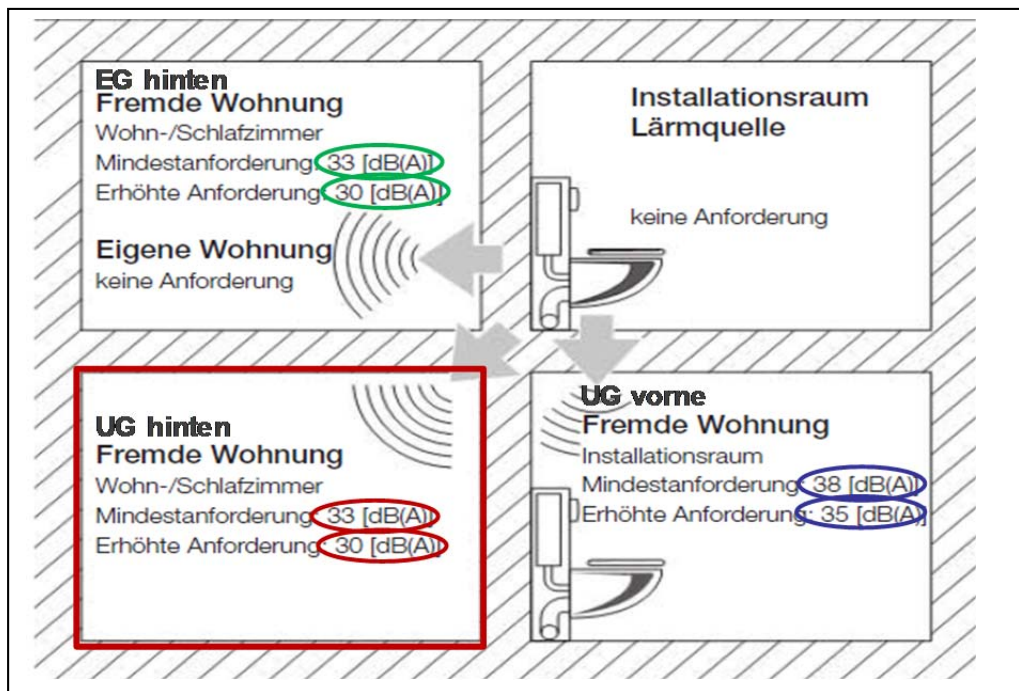 EG hinten
Fremde Wohnung
Wohn-/Schlafzimmer
Mindestanforderung: 33 [dB(A)]
Erhöhte Anforderung: 30 [dB(A)]
Eigene Wohnung
keine Anforderung
Installationsraum
Lärmquelle
keine Anforderung
UG hinten
Fremde Wohnung
Wohn-/Schlafzimmer
Mindestanforderung: 33 [dB(A)]
Erhöhte Anforderung: 30 [dB(A)]
UG vorne
Fremde Wohnung
Installationsraum
Mindestanforderung: 38 [dB(A)]
Erhöhte Anforderung: 35 [dB(A)]